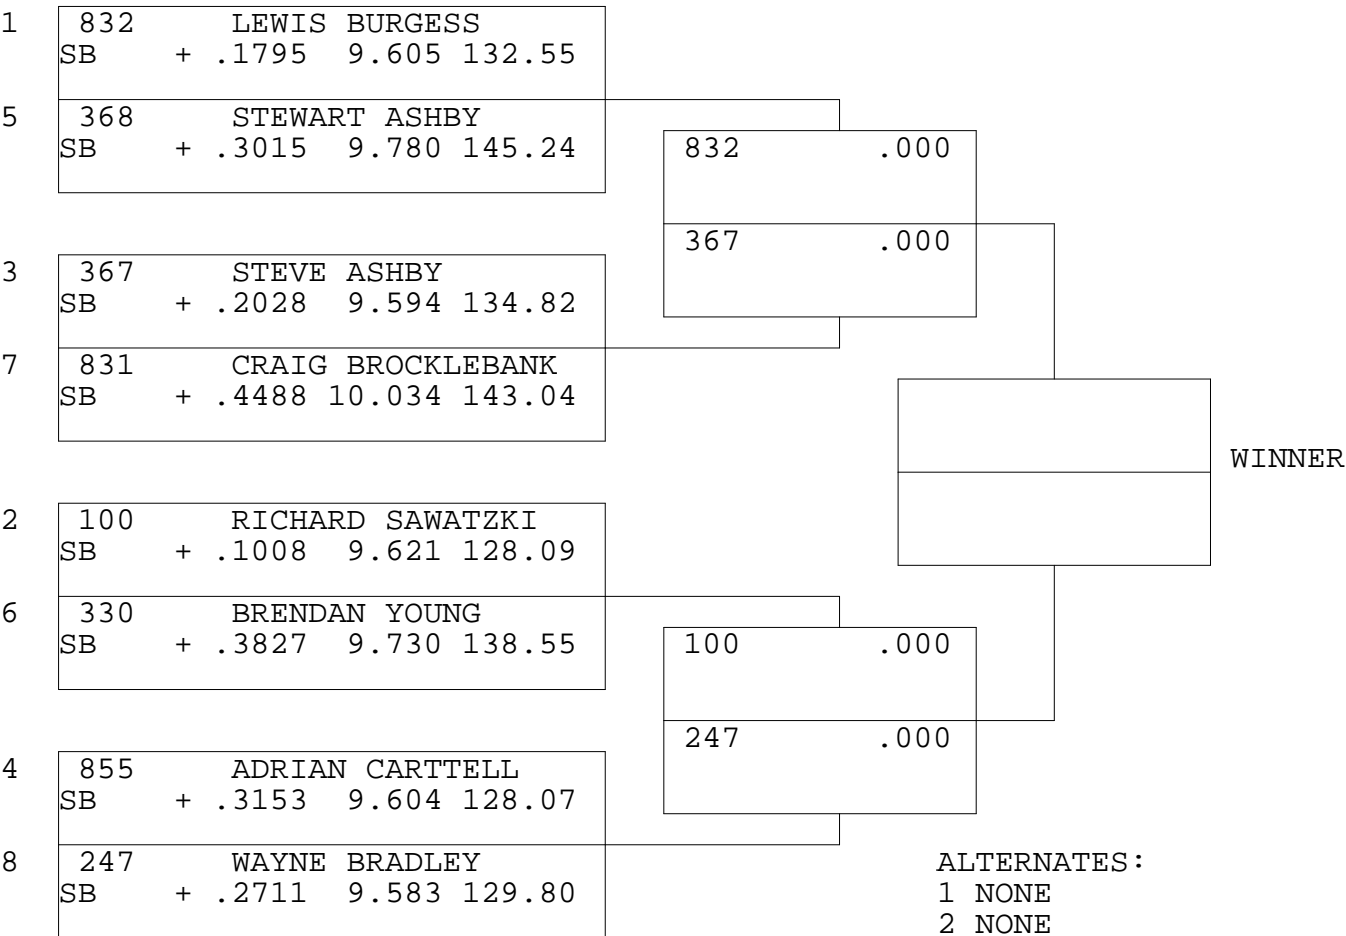 1 832 LEWIS BURGESS
SB + .1795 9.605 132.55
5 368 STEWART ASHBY
SB + .3015 9.780 145.24
832 .000
367 .000
3 367 STEVE ASHBY
SB + .2028 9.594 134.82
7 831 CRAIG BROCKLEBANK
SB + .4488 10.034 143.04
WINNER
2 100 RICHARD SAWATZKI
SB + .1008 9.621 128.09
6 330 BRENDAN YOUNG
SB + .3827 9.730 138.55
100 .000
247 .000
4 855 ADRIAN CARTTELL
SB + .3153 9.604 128.07
8 247 WAYNE BRADLEY
SB + .2711 9.583 129.80
ALTERNATES:
1 NONE
2 NONE